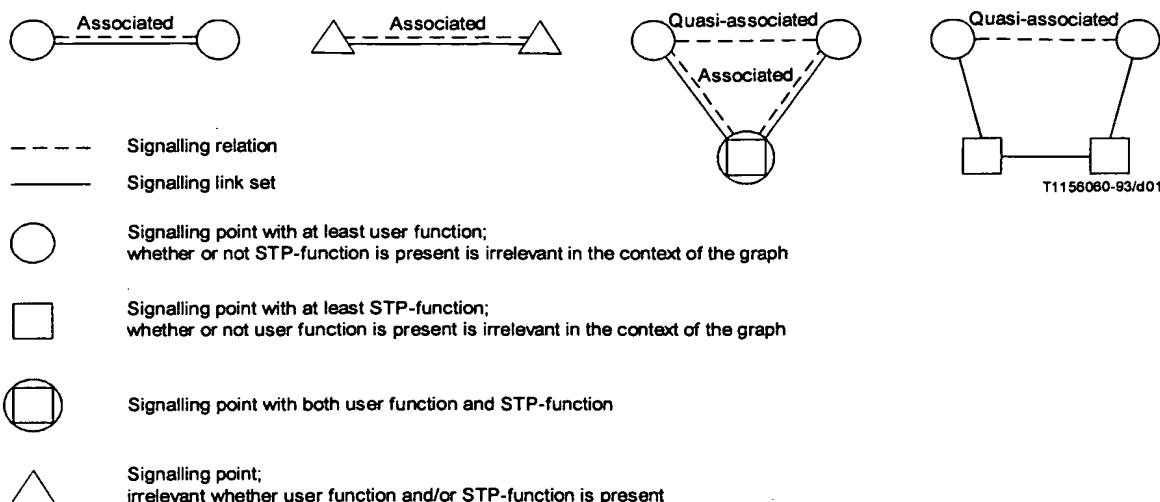 Associated
Associated
Quasi-associated
Quasi-associated
Associated
T1156060-93/d01
Signalling relation
Signalling link set
Signalling point with at least user function;
whether or not STP-function is present is irrelevant in the context of the graph
Signalling point with at least STP-function;
whether or not user function is present is irrelevant in the context of the graph
Signalling point with both user function and STP-function
Signalling point;
irrelevant whether user function and/or STP-function is present